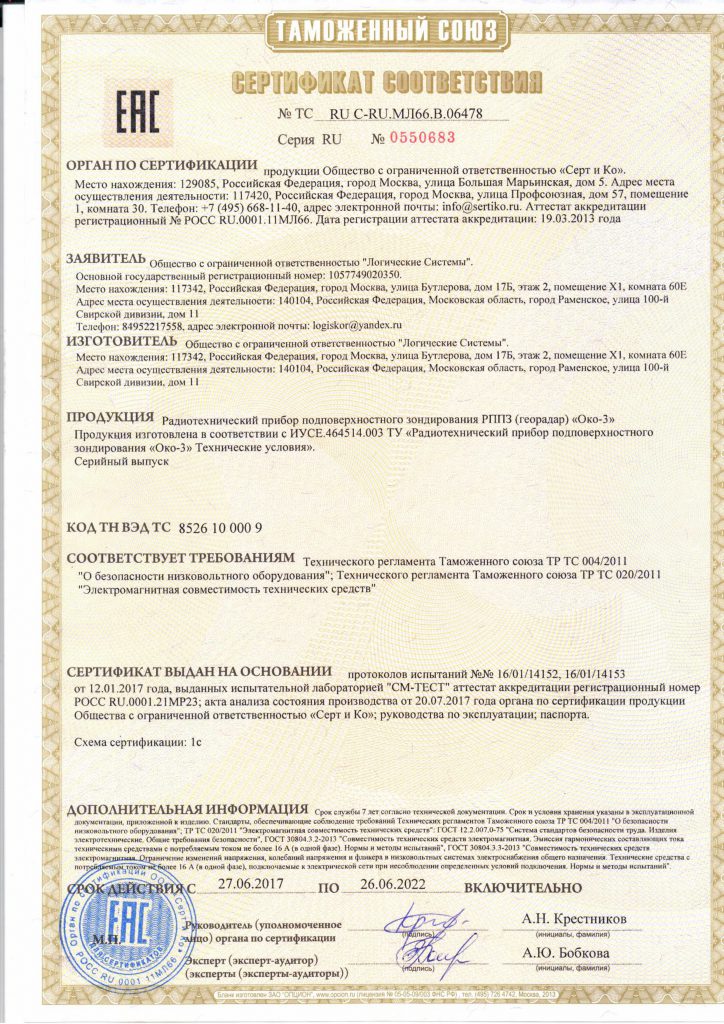 ТАМОЖЕННЫЙ СОЮЗ
СЕРТИФИКАТ СООТВЕТСТВИЯ
ЕАС
№ ТС RU C-RU.МЛ66.В.06478
Серия RU № 0550683
ОРГАН ПО СЕРТИФИКАЦИИ продукции Общество с ограниченной ответственностью «Серт и Ко».
Место нахождения: 129085, Российская Федерация, город Москва, улица Большая Марьинская, дом 5. Адрес места
осуществления деятельности: 117420, Российская Федерация, город Москва, улица Профсоюзная, дом 57, помещение
1, комната 30. Телефон: +7 (495) 668-11-40, адрес электронной почты: info@sertiko.ru. Аттестат аккредитации
регистрационный № РОСС RU.0001.11МЛ66. Дата регистрации аттестата аккредитации: 19.03.2013 года
ЗАЯВИТЕЛЬ Общество с ограниченной ответственностью "Логические Системы".
Основной государственный регистрационный номер: 1057749020350.
Место нахождения: 117342, Российская Федерация, город Москва, улица Бутлерова, дом 17Б, этаж 2, помещение X1, комната 60Е
Адрес места осуществления деятельности: 140104, Российская Федерация, Московская область, город Раменское, улица 100-й
Свирской дивизии, дом 11
Телефон: 84952217558, адрес электронной почты: logiskor@yandex.ru
ИЗГОТОВИТЕЛЬ Общество с ограниченной ответственностью "Логические Системы".
Место нахождения: 117342, Российская Федерация, город Москва, улица Бутлерова, дом 17Б, этаж 2, помещение X1, комната 60Е
Адрес места осуществления деятельности: 140104, Российская Федерация, Московская область, город Раменское, улица 100-й
Свирской дивизии, дом 11
ПРОДУКЦИЯ Радиотехнический прибор подповерхностного зондирования РППЗ (георадар) «Око-3»
Продукция изготовлена в соответствии с ИУСЕ.464514.003 ТУ «Радиотехнический прибор подповерхностного
зондирования «Око-3» Технические условия».
Серийный выпуск
КОД ТН ВЭД ТС 8526 10 000 9
СООТВЕТСТВУЕТ ТРЕБОВАНИЯМ Технического регламента Таможенного союза ТР ТС 004/2011
"О безопасности низковольтного оборудования"; Технического регламента Таможенного союза ТР ТС 020/2011
"Электромагнитная совместимость технических средств"
СЕРТИФИКАТ ВЫДАН НА ОСНОВАНИИ протоколов испытаний №№ 16/01/14152, 16/01/14153
от 12.01.2017 года, выданных испытательной лабораторией "СМ-ТЕСТ" аттестат аккредитации регистрационный номер
РОСС RU.0001.21МР23; акта анализа состояния производства от 20.07.2017 года органа по сертификации продукции
Общества с ограниченной ответственностью «Серт и Ко»; руководства по эксплуатации; паспорта.
Схема сертификации: 1с
ДОПОЛНИТЕЛЬНАЯ ИНФОРМАЦИЯ Срок службы 7 лет согласно технической документации. Срок и условия хранения указаны в эксплуатационной
документации, приложенной к изделию. Стандарты, обеспечивающие соблюдение требований Технических регламентов Таможенного союза ТР ТС 004/2011 "О безопасности
низковольтного оборудования"; ТР ТС 020/2011 "Электромагнитная совместимость технических средств": ГОСТ 12.2.007.0-75 "Система стандартов безопасности труда. Изделия
электротехнические. Общие требования безопасности", ГОСТ 30804.3.2-2013 "Совместимость технических средств электромагнитная. Эмиссия гармонических составляющих тока
техническими средствами с потребляемым током не более 16 А (в одной фазе). Нормы и методы испытаний", ГОСТ 30804.3.3-2013 "Совместимость технических средств
электромагнитная. Ограничение изменений напряжения, колебаний напряжения и фликера в низковольтных системах электроснабжения общего назначения. Технические средства с
потребляемым током не более 16 А (в одной фазе), подключаемые к электрической сети при несоблюдении определенных условий подключения. Нормы и методы испытаний".
СРОК ДЕЙСТВИЯ С 27.06.2017 ПО 26.06.2022 ВКЛЮЧИТЕЛЬНО
М.П.
Руководитель (уполномоченное
лицо) органа по сертификации
(подпись)
А.Н. Крестников
(инициалы, фамилия)
Эксперт (эксперт-аудитор)
(эксперты (эксперты-аудиторы))
(подпись)
А.Ю. Бобкова
(инициалы, фамилия)
Орган по сертификации ООО «Серт и Ко»
ЕАС
ДЛЯ СЕРТИФИКАТОВ
РОСС RU 0001 11МЛ66
Бланк изготовлен ЗАО "ОПЦИОН", www.opcion.ru (лицензия № 05-05-09/003 ФНС РФ) тел. (495) 726 4742, Москва, 2013